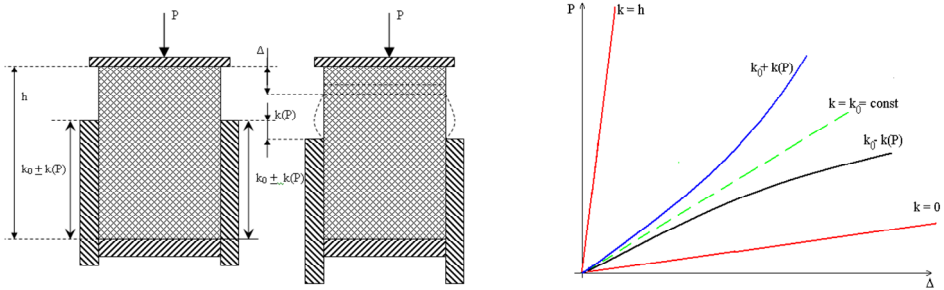 P
h
k0 ± k(P)
k0 ± k(P)
P
Δ
k(P)
P
k = h
k0 + k(P)
k = k0 = const
k0 - k(P)
k = 0
Δ